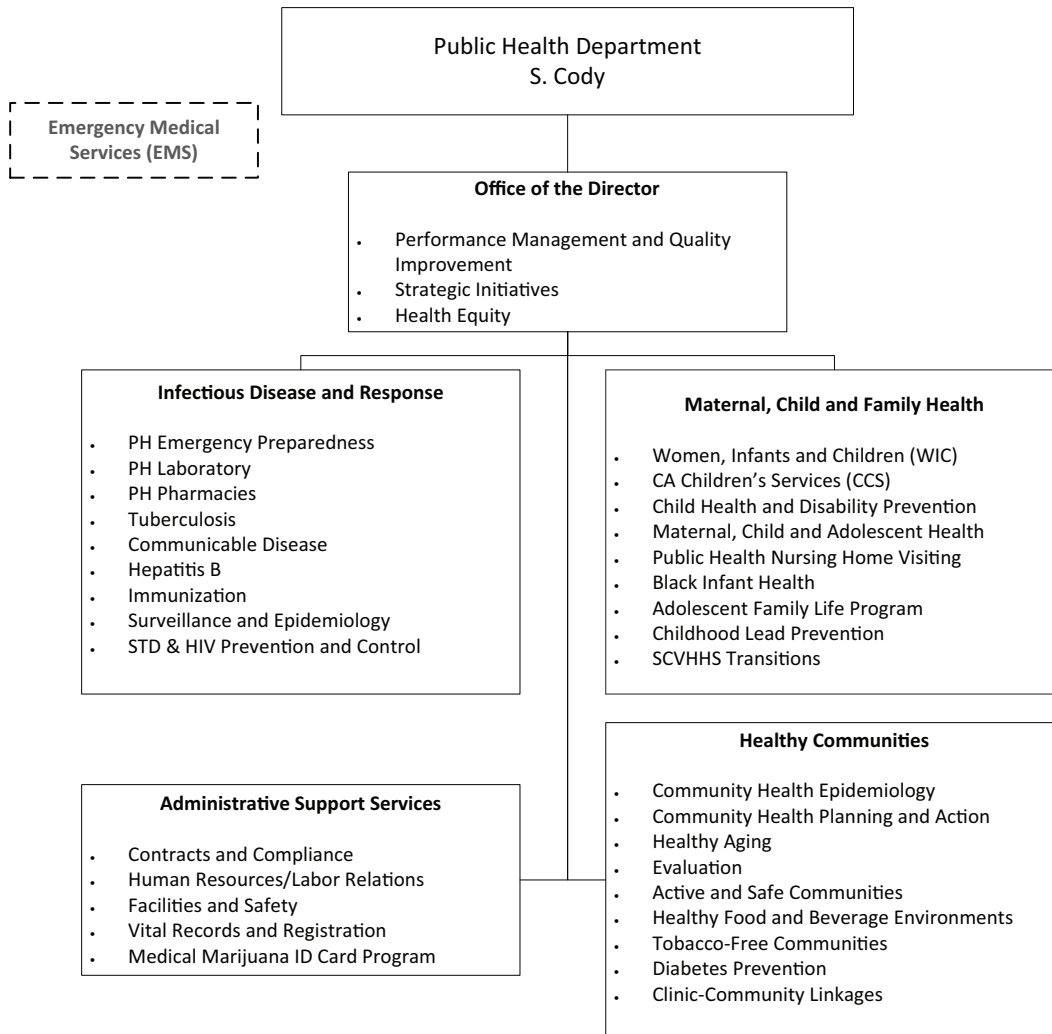 Public Health Department
S. Cody
Emergency Medical
Services (EMS)
Office of the Director
• Performance Management and Quality
Improvement
• Strategic Initiatives
• Health Equity
Infectious Disease and Response
• PH Emergency Preparedness
• PH Laboratory
• PH Pharmacies
• Tuberculosis
• Communicable Disease
• Hepatitis B
• Immunization
• Surveillance and Epidemiology
• STD & HIV Prevention and Control
Maternal, Child and Family Health
• Women, Infants and Children (WIC)
• CA Children’s Services (CCS)
• Child Health and Disability Prevention
• Maternal, Child and Adolescent Health
• Public Health Nursing Home Visiting
• Black Infant Health
• Adolescent Family Life Program
• Childhood Lead Prevention
• SCVHHS Transitions
Administrative Support Services
• Contracts and Compliance
• Human Resources/Labor Relations
• Facilities and Safety
• Vital Records and Registration
• Medical Marijuana ID Card Program
Healthy Communities
• Community Health Epidemiology
• Community Health Planning and Action
• Healthy Aging
• Evaluation
• Active and Safe Communities
• Healthy Food and Beverage Environments
• Tobacco-Free Communities
• Diabetes Prevention
• Clinic-Community Linkages